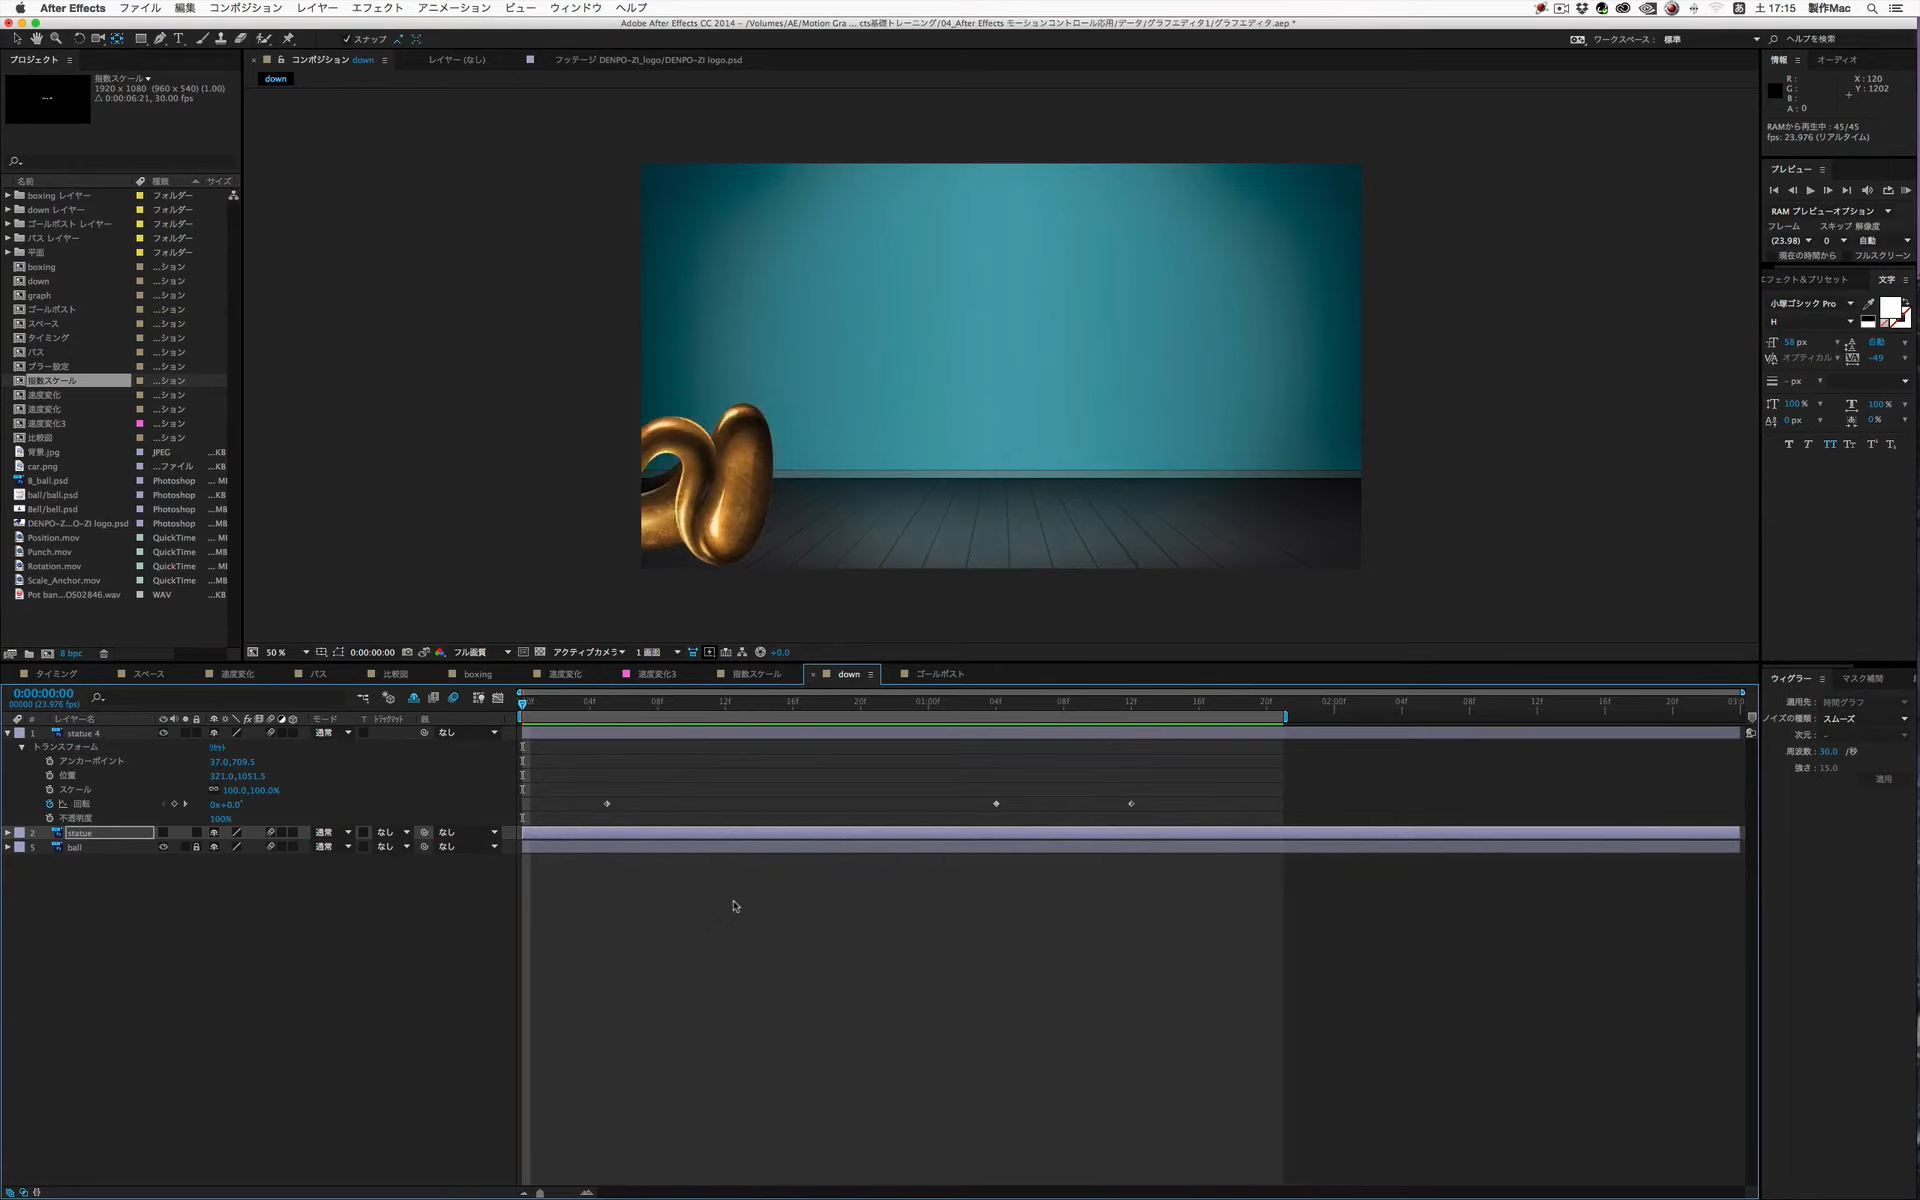 After Effects ファイル 編集 コンポジション レイヤー エフェクト アニメーション ビュー ウィンドウ ヘルプ
土 17:15 製作Mac
Adobe After Effects CC 2014 - /Volumes/AE/Motion Gra ... cts基礎トレーニング/04_After Effects モーションコントロール応用/データ/グラフエディタ1/グラフエディタ.aep *
スナップ
ワークスペース： 標準
ヘルプを検索
プロジェクト
コンポジション down
レイヤー (なし)
フッテージ DENPO-ZI_logo/DENPO-ZI logo.psd
down
指数スケール
1920 x 1080 (960 x 540) (1.00)
△ 0:00:06:21, 30.00 fps
名前 種類 サイズ
boxing レイヤー フォルダー
down レイヤー フォルダー
ゴールポスト レイヤー フォルダー
パス レイヤー フォルダー
平面 フォルダー
boxing ...ション
down ...ション
graph ...ション
ゴールポスト ...ション
スペース ...ション
タイミング ...ション
パス ...ション
ブラー設定 ...ション
指数スケール ...ション
速度変化 ...ション
速度変化 ...ション
速度変化3 ...ション
比較図 ...ション
背景.jpg JPEG ...KB
car.png ...ファイル ...KB
B_ball.psd Photoshop ... MB
ball/ball.psd Photoshop ...KB
Bell/bell.psd Photoshop ...MB
DENPO-Z...O-ZI logo.psd Photoshop ...MB
Position.mov QuickTime ...MB
Punch.mov QuickTime ...MB
Rotation.mov QuickTime ...MB
Scale_Anchor.mov QuickTime ...MB
Pot ban...OS02846.wav WAV ...KB
8 bpc
50 %
0:00:00:00
フル画質
アクティブカメラ
1 画面
+0.0
情報 オーディオ
R :
G :
B :
A : 0
X : 120
Y : 1202
RAMから再生中 : 45/45
fps: 23.976 (リアルタイム)
プレビュー
RAM プレビューオプション
フレーム スキップ 解像度
(23.98) 0 自動
現在の時間から フルスクリーン
エフェクト＆プリセット 文字
小塚ゴシック Pro
H
58 px 自動
オプティカル -49
- px
100 % 100 %
0 px 0 %
T T TT Tr T¹ T₁
タイミング スペース 速度変化 パス 比較図 boxing 速度変化 速度変化3 指数スケール down ゴールポスト
0:00:00:00
00000 (23.976 fps)
04f 08f 12f 16f 20f 01:00f 04f 08f 12f 16f 20f 02:00f 04f 08f 12f 16f 20f 03:0
# レイヤー名 fx モード T トラックマット 親
1 statue 4 通常 なし
トランスフォーム リセット
アンカーポイント 37.0,709.5
位置 321.0,1051.5
スケール 100.0,100.0%
回転 0x+0.0°
不透明度 100%
2 statue 通常 なし なし
5 ball 通常 なし なし
ウィグラー マスク補間
適用先： 時間グラフ
ノイズの種類： スムーズ
次元： -
周波数： 30.0 /秒
強さ： 15.0
適用